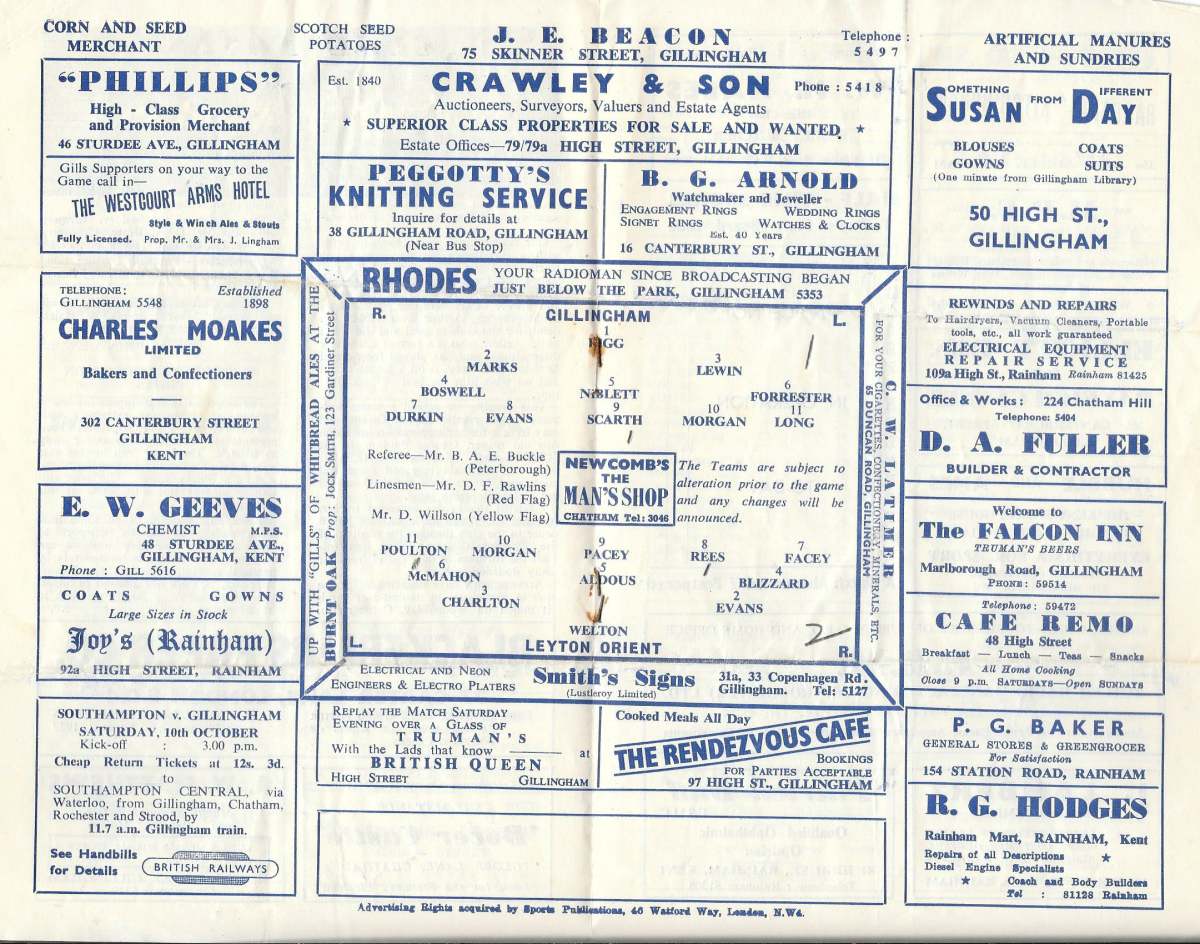 CORN AND SEED
MERCHANT
SCOTCH SEED
POTATOES
J. E. BEACON
75 SKINNER STREET, GILLINGHAM
Telephone :
5497
ARTIFICIAL MANURES
AND SUNDRIES
"PHILLIPS"
High - Class Grocery
and Provision Merchant
46 STURDEE AVE., GILLINGHAM
Gills Supporters on your way to the
Game call in—
THE WESTCOURT ARMS HOTEL
Style & Winch Ales & Stouts
Fully Licensed. Prop. Mr. & Mrs. J. Lingham
Est. 1840
CRAWLEY & SON
Phone : 5418
Auctioneers, Surveyors, Valuers and Estate Agents
★ SUPERIOR CLASS PROPERTIES FOR SALE AND WANTED. ★
Estate Offices—79/79a HIGH STREET, GILLINGHAM
PEGGOTTY'S
KNITTING SERVICE
Inquire for details at
38 GILLINGHAM ROAD, GILLINGHAM
(Near Bus Stop)
B. G. ARNOLD
Watchmaker and Jeweller
ENGAGEMENT RINGS WEDDING RINGS
SIGNET RINGS WATCHES & CLOCKS
Est. 40 Years
16 CANTERBURY ST., GILLINGHAM
SOMETHING DIFFERENT
SUSAN FROM DAY
BLOUSES COATS
GOWNS SUITS
(One minute from Gillingham Library)
50 HIGH ST.,
GILLINGHAM
TELEPHONE: Established
GILLINGHAM 5548 1898
CHARLES MOAKES
LIMITED
Bakers and Confectioners
302 CANTERBURY STREET
GILLINGHAM
KENT
E. W. GEEVES
CHEMIST M.P.S.
48 STURDEE AVE.,
GILLINGHAM, KENT
Phone : GILL 5616
COATS GOWNS
Large Sizes in Stock
Joy's (Rainham)
92a HIGH STREET, RAINHAM
RHODES
YOUR RADIOMAN SINCE BROADCASTING BEGAN
JUST BELOW THE PARK, GILLINGHAM 5353
UP WITH "GILLS" OF WHITBREAD ALES AT THE
BURNT OAK Prop: JOCK SMITH, 123 Gardiner Street
C. W. LATIMER
FOR YOUR CIGARETTES, CONFECTIONERY, MINERALS, ETC.
65 DUNCAN ROAD, GILLINGHAM
R. GILLINGHAM L.
1
RIGG
2
MARKS
3
LEWIN
4
BOSWELL
5
NIBLETT
6
FORRESTER
7
DURKIN
8
EVANS
9
SCARTH
10
MORGAN
11
LONG
Referee—Mr. B. A. E. Buckle
(Peterborough)
Linesmen—Mr. D. F. Rawlins
(Red Flag)
Mr. D. Willson (Yellow Flag)
NEWCOMB'S
THE
MAN'S SHOP
CHATHAM Tel: 3046
The Teams are subject to
alteration prior to the game
and any changes will be
announced.
11
POULTON
10
MORGAN
9
PACEY
8
REES
7
FACEY
6
McMAHON
5
ALDOUS
4
BLIZZARD
3
CHARLTON
2
EVANS
WELTON
2
L. LEYTON ORIENT R.
ELECTRICAL AND NEON
ENGINEERS & ELECTRO PLATERS
Smith's Signs
(Lustleroy Limited)
31a, 33 Copenhagen Rd.
Gillingham. Tel: 5127
REWINDS AND REPAIRS
To Hairdryers, Vacuum Cleaners, Portable
tools, etc., all work guaranteed
ELECTRICAL EQUIPMENT
REPAIR SERVICE
109a High St., Rainham Rainham 81425
Office & Works : 224 Chatham Hill
Telephone: 5404
D. A. FULLER
BUILDER & CONTRACTOR
Welcome to
The FALCON INN
TRUMAN'S BEERS
Marlborough Road, GILLINGHAM
PHONE: 59514
Telephone : 59472
CAFE REMO
48 High Street
Breakfast — Lunch — Teas — Snacks
All Home Cooking
Close 9 p.m. SATURDAYS—Open SUNDAYS
SOUTHAMPTON v. GILLINGHAM
SATURDAY, 10th OCTOBER
Kick-off : 3.00 p.m.
Cheap Return Tickets at 12s. 3d.
to
SOUTHAMPTON CENTRAL, via
Waterloo, from Gillingham, Chatham,
Rochester and Strood, by
11.7 a.m. Gillingham train.
See Handbills
for Details
BRITISH RAILWAYS
REPLAY THE MATCH SATURDAY
EVENING OVER A GLASS OF
TRUMAN'S
With the Lads that know ——— at
BRITISH QUEEN
HIGH STREET GILLINGHAM
Cooked Meals All Day
THE RENDEZVOUS CAFE
BOOKINGS
FOR PARTIES ACCEPTABLE
97 HIGH ST., GILLINGHAM
P. G. BAKER
GENERAL STORES & GREENGROCER
For Satisfaction
154 STATION ROAD, RAINHAM
R. G. HODGES
Rainham Mart, RAINHAM, Kent
Repairs of all Descriptions ★
Diesel Engine Specialists
★ Coach and Body Builders
Tel : 81128 Rainham
Advertising Rights acquired by Sports Publications, 46 Watford Way, London, N.W4.